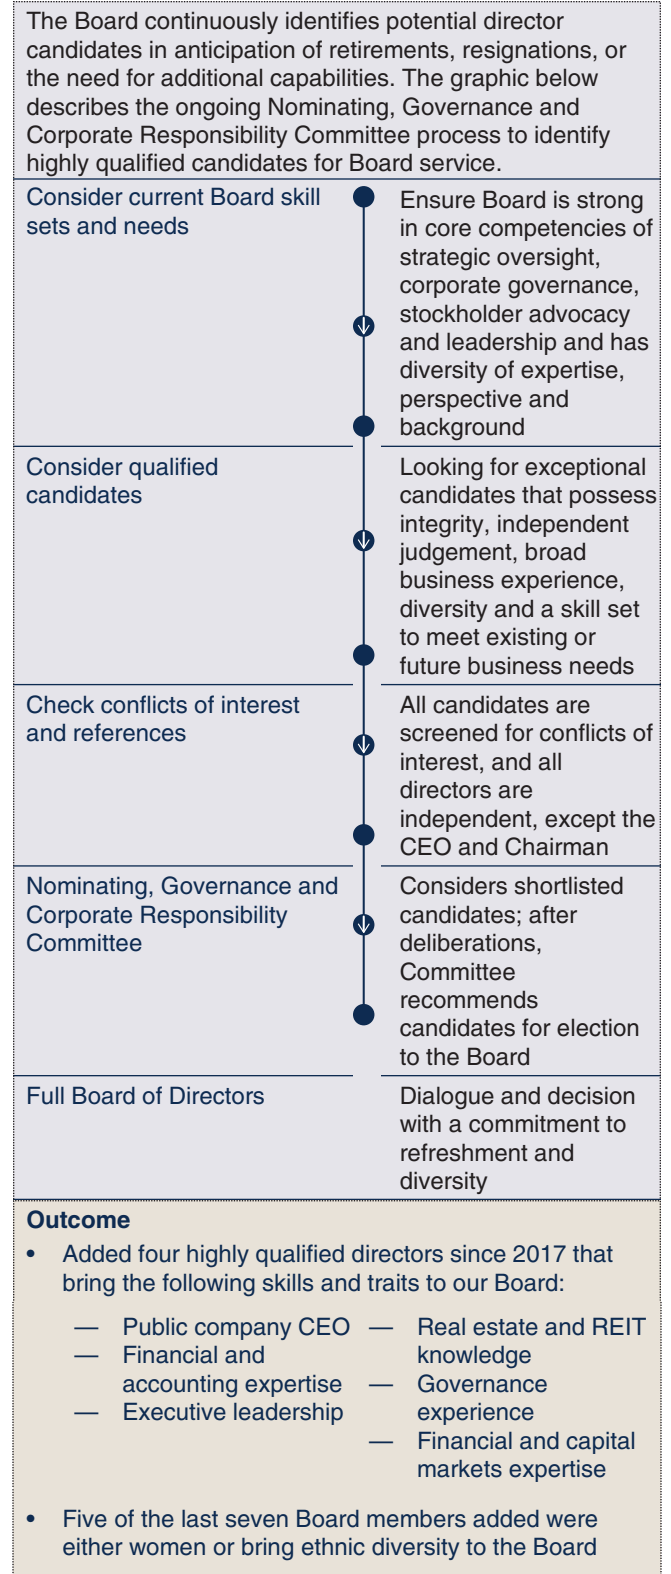 The Board continuously identifies potential director
candidates in anticipation of retirements, resignations, or
the need for additional capabilities. The graphic below
describes the ongoing Nominating, Governance and
Corporate Responsibility Committee process to identify
highly qualified candidates for Board service.
Consider current Board skill
sets and needs
Ensure Board is strong
in core competencies of
strategic oversight,
corporate governance,
stockholder advocacy
and leadership and has
diversity of expertise,
perspective and
background
Consider qualified
candidates
Looking for exceptional
candidates that possess
integrity, independent
judgement, broad
business experience,
diversity and a skill set
to meet existing or
future business needs
Check conflicts of interest
and references
All candidates are
screened for conflicts of
interest, and all
directors are
independent, except the
CEO and Chairman
Nominating, Governance and
Corporate Responsibility
Committee
Considers shortlisted
candidates; after
deliberations,
Committee
recommends
candidates for election
to the Board
Full Board of Directors
Dialogue and decision
with a commitment to
refreshment and
diversity
Outcome
• Added four highly qualified directors since 2017 that
bring the following skills and traits to our Board:
— Public company CEO
— Financial and
accounting expertise
— Executive leadership
— Real estate and REIT
knowledge
— Governance
experience
— Financial and capital
markets expertise
• Five of the last seven Board members added were
either women or bring ethnic diversity to the Board